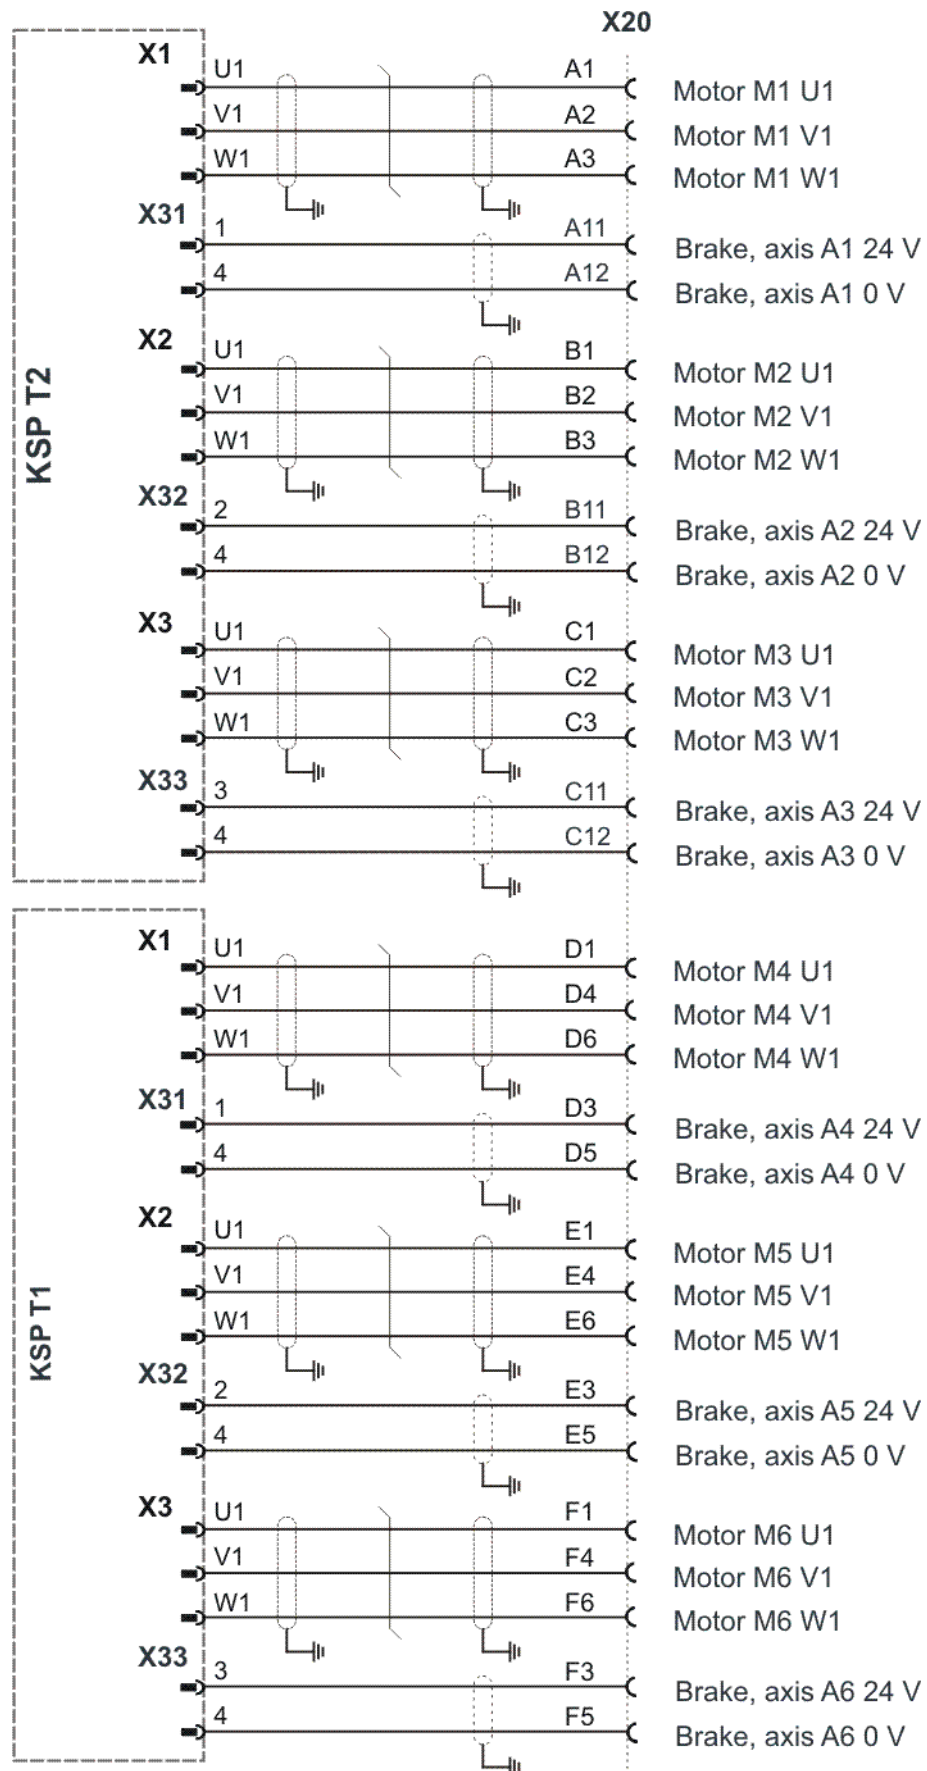 X20
KSP T2
X1
U1 A1 Motor M1 U1
V1 A2 Motor M1 V1
W1 A3 Motor M1 W1
X31
1 A11 Brake, axis A1 24 V
4 A12 Brake, axis A1 0 V
X2
U1 B1 Motor M2 U1
V1 B2 Motor M2 V1
W1 B3 Motor M2 W1
X32
2 B11 Brake, axis A2 24 V
4 B12 Brake, axis A2 0 V
X3
U1 C1 Motor M3 U1
V1 C2 Motor M3 V1
W1 C3 Motor M3 W1
X33
3 C11 Brake, axis A3 24 V
4 C12 Brake, axis A3 0 V
KSP T1
X1
U1 D1 Motor M4 U1
V1 D4 Motor M4 V1
W1 D6 Motor M4 W1
X31
1 D3 Brake, axis A4 24 V
4 D5 Brake, axis A4 0 V
X2
U1 E1 Motor M5 U1
V1 E4 Motor M5 V1
W1 E6 Motor M5 W1
X32
2 E3 Brake, axis A5 24 V
4 E5 Brake, axis A5 0 V
X3
U1 F1 Motor M6 U1
V1 F4 Motor M6 V1
W1 F6 Motor M6 W1
X33
3 F3 Brake, axis A6 24 V
4 F5 Brake, axis A6 0 V